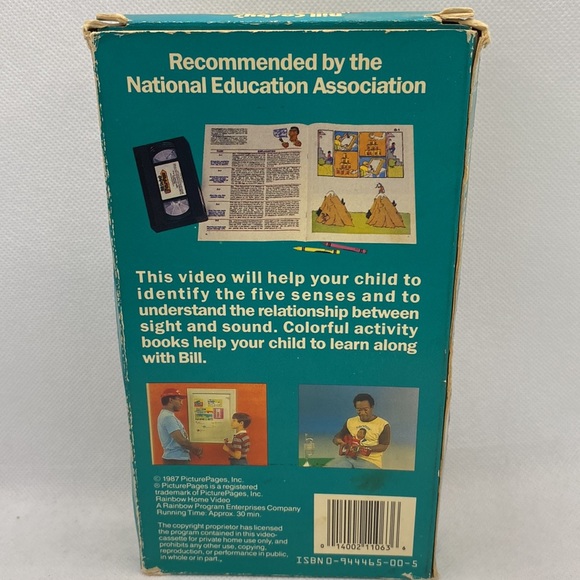 Recommended by the
National Education Association
This video will help your child to
identify the five senses and to
understand the relationship between
sight and sound. Colorful activity
books help your child to learn along
with Bill.
© 1987 PicturePages, Inc.
® PicturePages is a registered
trademark of PicturePages, Inc.
Rainbow Home Video
A Rainbow Program Enterprises Company
Running Time: Approx. 30 min.
The copyright proprietor has licensed
the program contained in this video-
cassette for private home use only, and
prohibits any other use, copying,
reproduction, or performance in public,
in whole or in part.
0 14002 11063 6
ISBN 0-944465-00-5